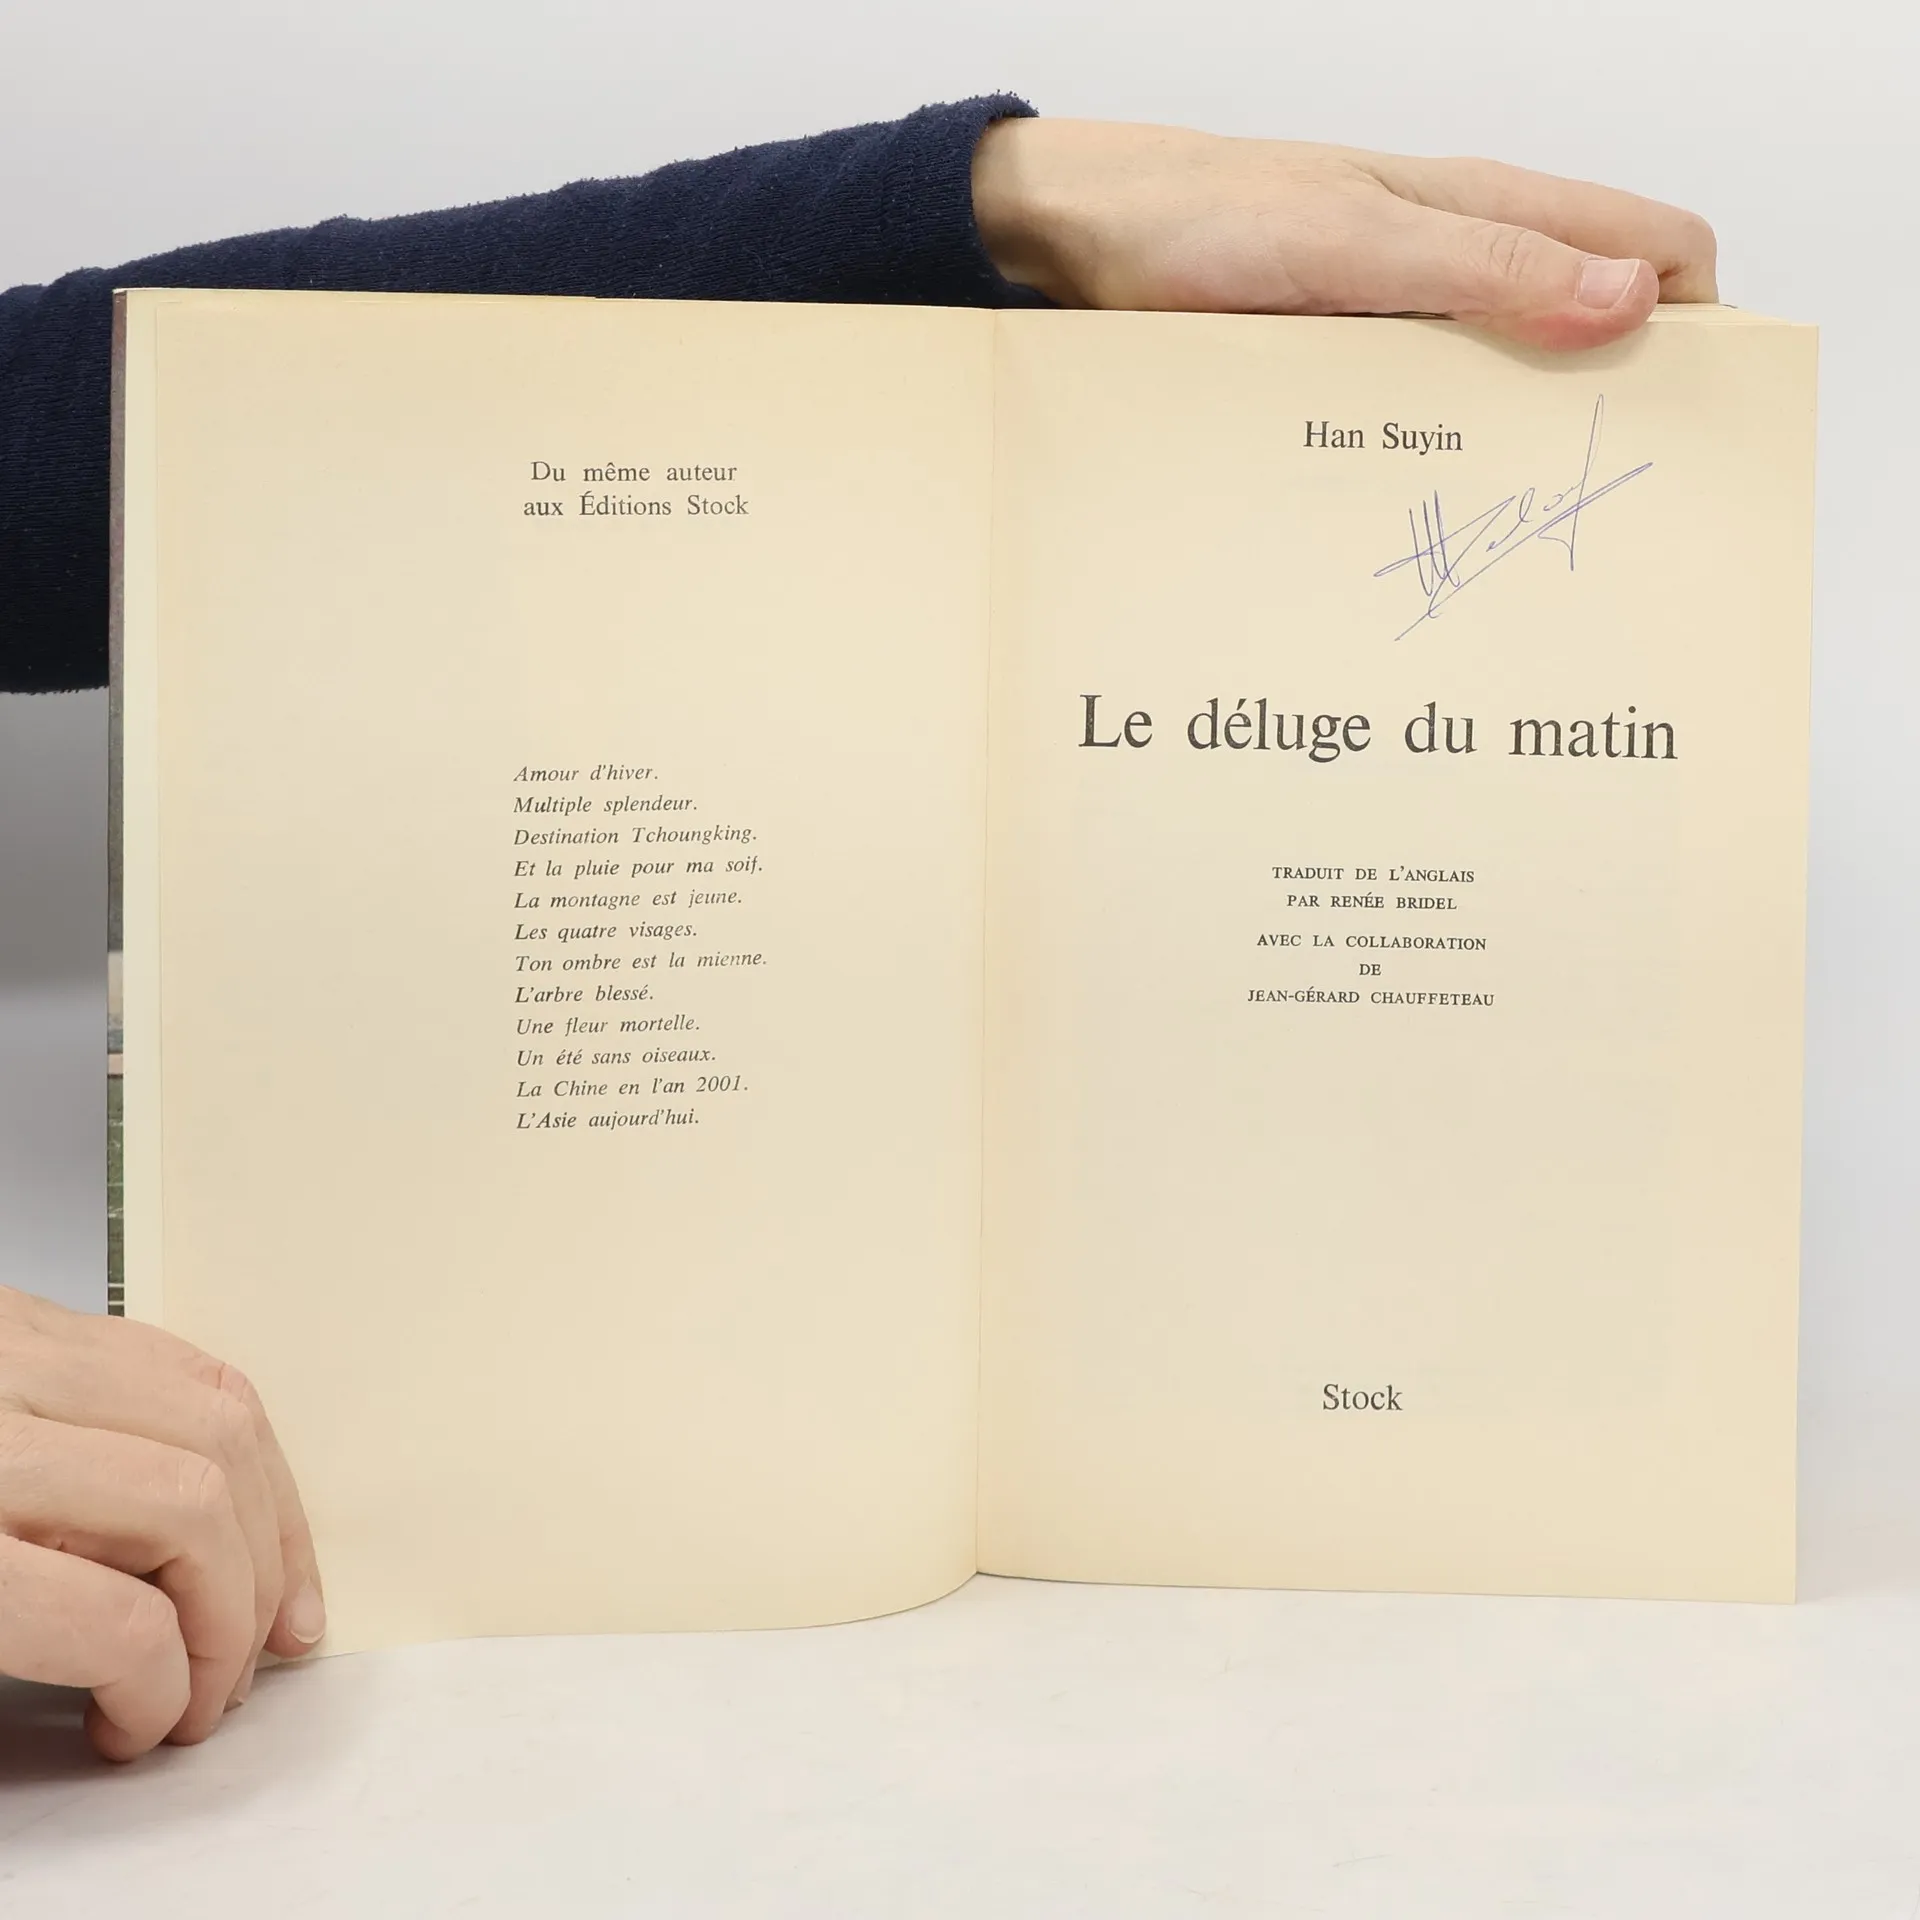 Du même auteur
aux Éditions Stock
Amour d'hiver.
Multiple splendeur.
Destination Tchoungking.
Et la pluie pour ma soif.
La montagne est jeune.
Les quatre visages.
Ton ombre est la mienne.
L'arbre blessé.
Une fleur mortelle.
Un été sans oiseaux.
La Chine en l'an 2001.
L'Asie aujourd'hui.
Han Suyin
Le déluge du matin
TRADUIT DE L'ANGLAIS
PAR RENÉE BRIDEL
AVEC LA COLLABORATION
DE
JEAN-GÉRARD CHAUFFETEAU
Stock